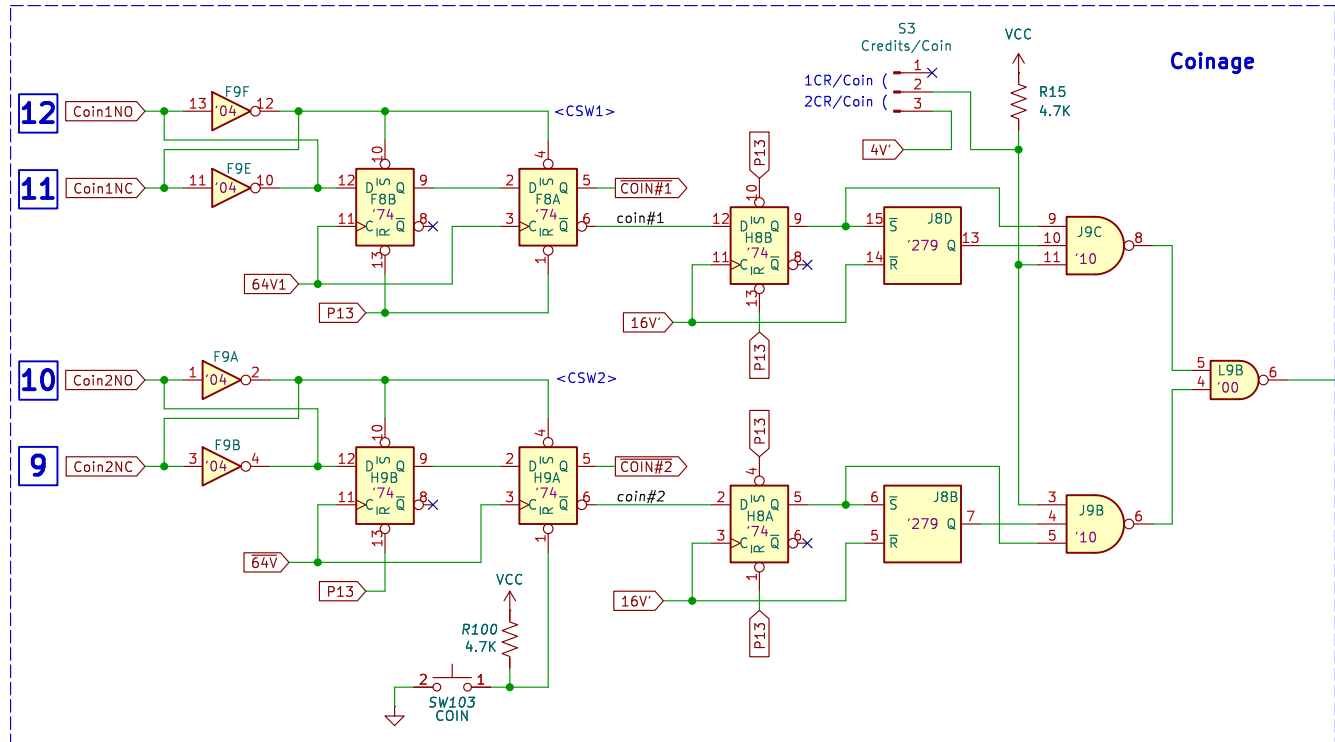 Coinage
S3
Credits/Coin
1CR/Coin (
2CR/Coin (
1
2
3
4V'
VCC
R15
4.7K
12
Coin1NO
13
F9F
'04
12
<CSW1>
11
Coin1NC
11
F9E
'04
10
10
12
D S Q
9
F8B
'74
11
C R Q
8
13
4
2
D S Q
5
F8A
'74
3
C R Q
6
1
COIN#1
coin#1
64V1
P13
P13
10
12
D S Q
9
H8B
'74
11
C R Q
8
13
P13
16V'
15
S
J8D
'279
Q
13
14
R
9
10
11
J9C
'10
8
10
Coin2NO
1
F9A
'04
2
<CSW2>
9
Coin2NC
3
F9B
'04
4
10
12
D S Q
9
H9B
'74
11
C R Q
8
13
4
2
D S Q
5
H9A
'74
3
C R Q
6
1
COIN#2
coin#2
64V
P13
P13
4
2
D S Q
5
H8A
'74
3
C R Q
6
1
P13
16V'
6
S
J8B
'279
Q
7
5
R
3
4
5
J9B
'10
6
5
4
L9B
'00
6
VCC
R100
4.7K
2
1
SW103
COIN